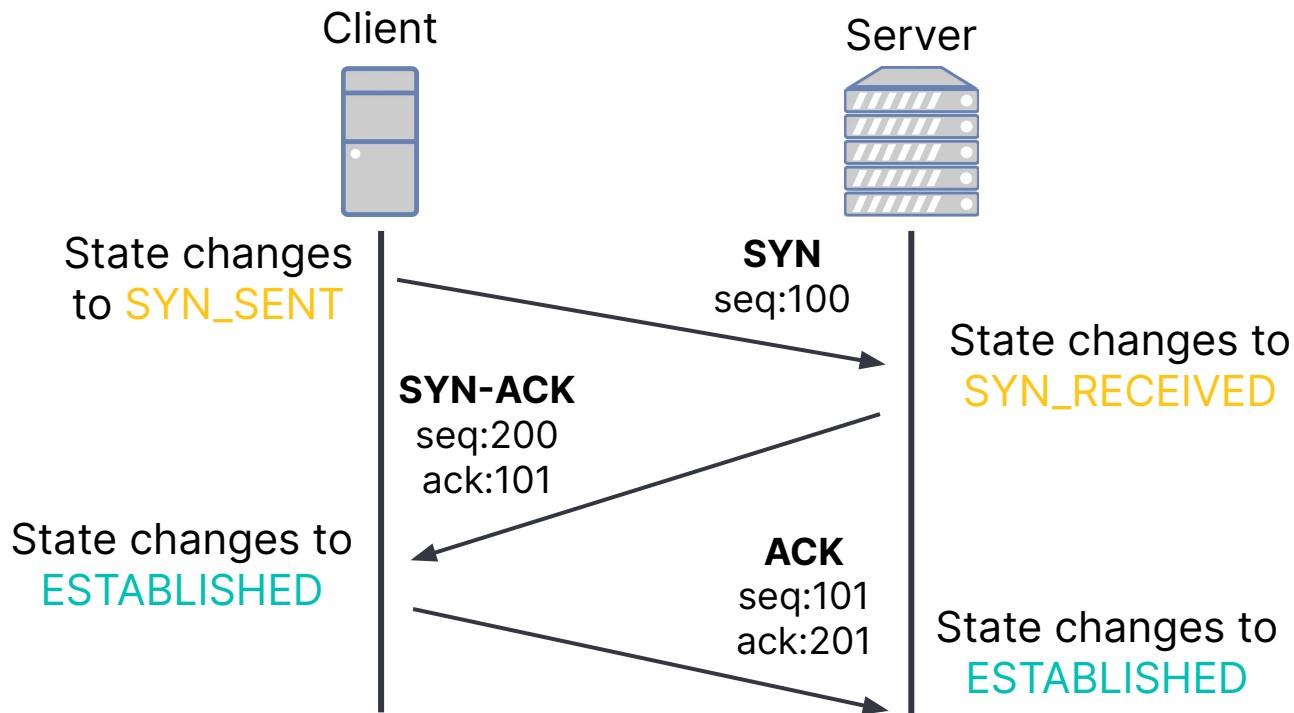 Client
Server
State changes
to SYN_SENT
SYN
seq:100
State changes to
SYN_RECEIVED
SYN-ACK
seq:200
ack:101
State changes to
ESTABLISHED
ACK
seq:101
ack:201
State changes to
ESTABLISHED